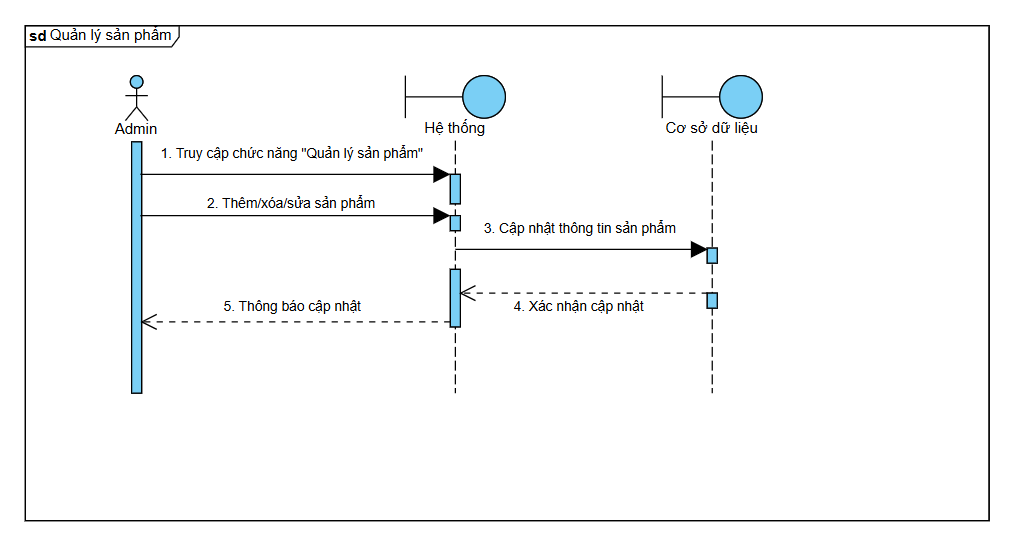 sd Quản lý sản phẩm
Admin
Hệ thống
Cơ sở dữ liệu
1. Truy cập chức năng "Quản lý sản phẩm"
2. Thêm/xóa/sửa sản phẩm
3. Cập nhật thông tin sản phẩm
4. Xác nhận cập nhật
5. Thông báo cập nhật